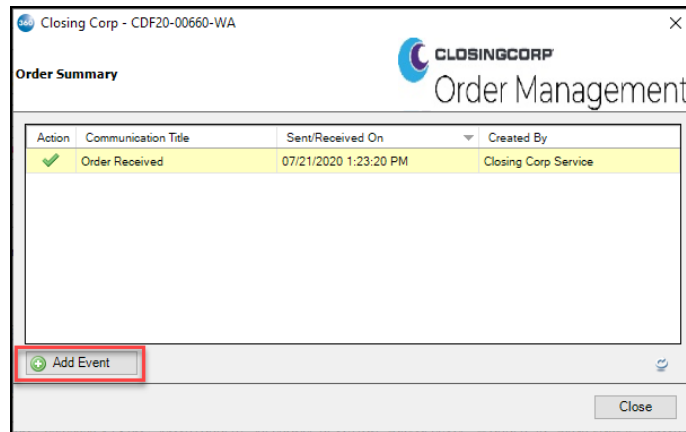 360 Closing Corp - CDF20-00660-WA
CLOSINGCORP
Order Summary
Order Management
Action Communication Title Sent/Received On Created By
Order Received 07/21/2020 1:23:20 PM Closing Corp Service
Add Event
Close